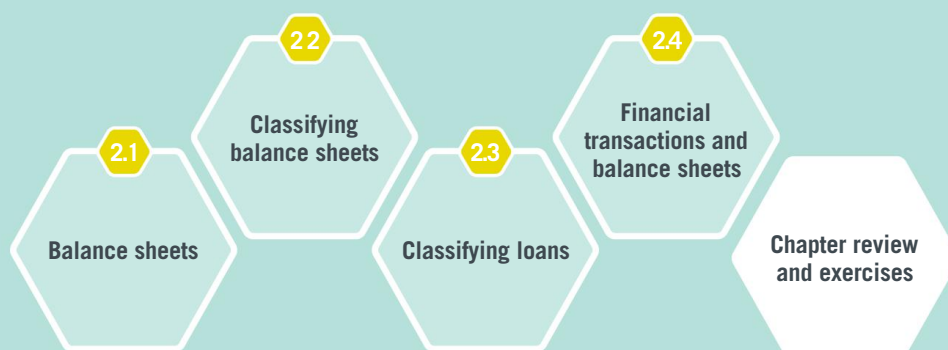 2.1
Balance sheets
2 2
Classifying
balance sheets
2.3
Classifying loans
2.4
Financial
transactions and
balance sheets
Chapter review
and exercises